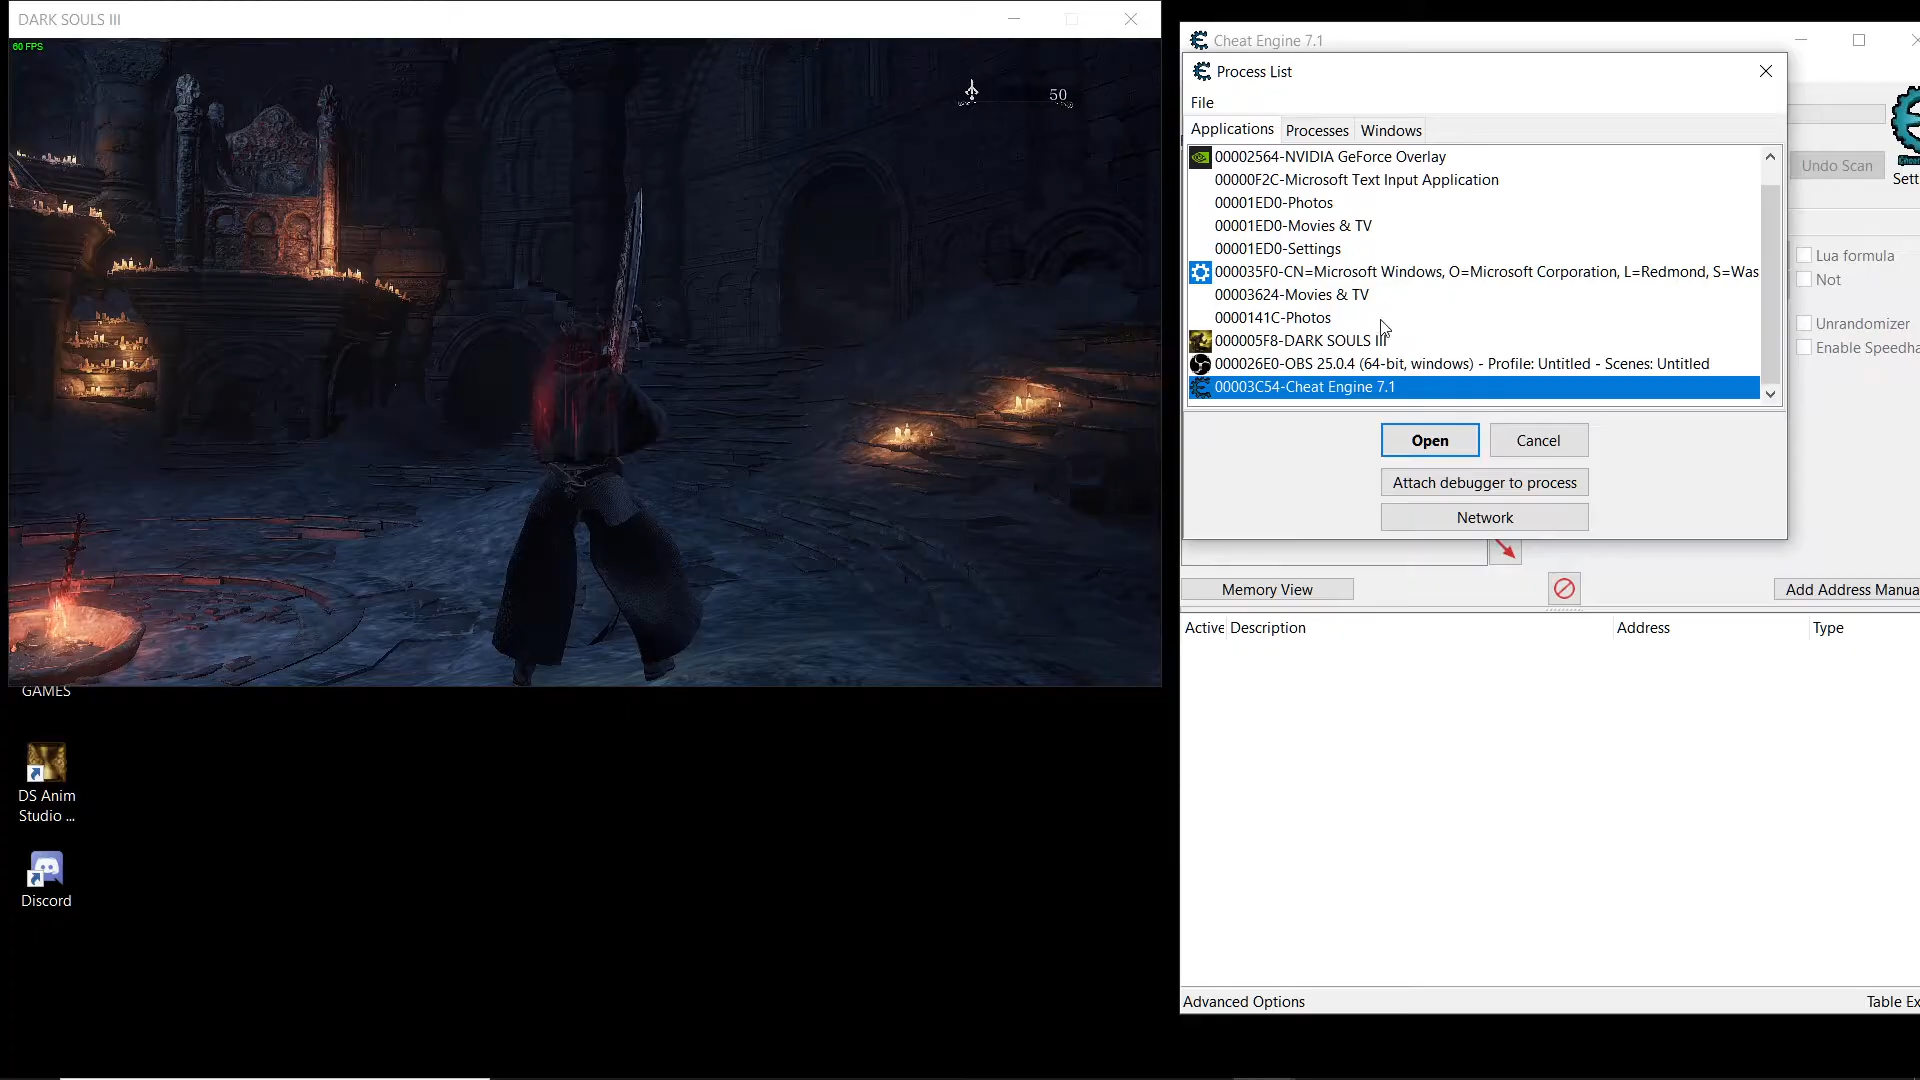 DARK SOULS III
60 FPS
50
GAMES
DS Anim
Studio ...
Discord
Cheat Engine 7.1
Process List
File
Applications
Processes
Windows
00002564-NVIDIA GeForce Overlay
00000F2C-Microsoft Text Input Application
00001ED0-Photos
00001ED0-Movies & TV
00001ED0-Settings
000035F0-CN=Microsoft Windows, O=Microsoft Corporation, L=Redmond, S=Was
00003624-Movies & TV
0000141C-Photos
000005F8-DARK SOULS III
000026E0-OBS 25.0.4 (64-bit, windows) - Profile: Untitled - Scenes: Untitled
00003C54-Cheat Engine 7.1
Open
Cancel
Attach debugger to process
Network
Undo Scan
Sett
Lua formula
Not
Unrandomizer
Enable Speedha
Memory View
Add Address Manua
Active Description Address Type
Advanced Options
Table Ex